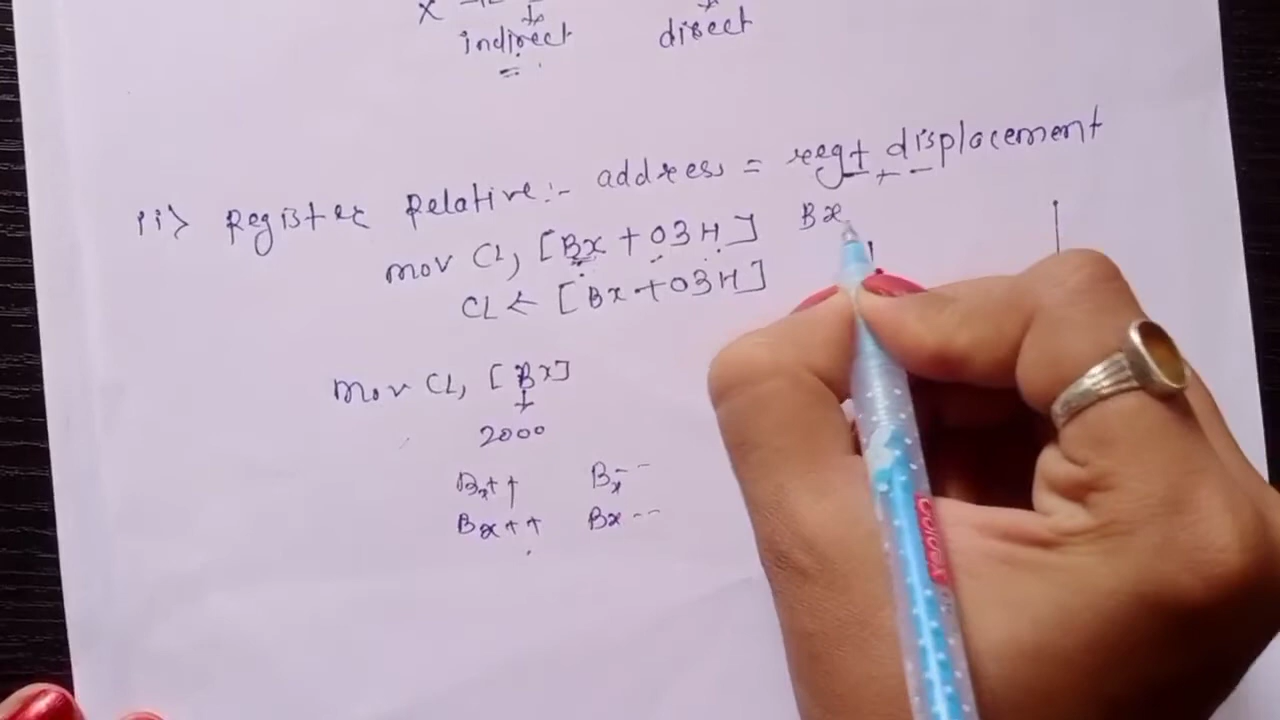 x
indirect direct
ii> Register Relative:- address = reg + displacement
mov CL, [Bx + 03H] Bx
CL ← [Bx + 03H]
mov CL, [Bx]
2000
Bx++ Bx--
Bx++ Bx--